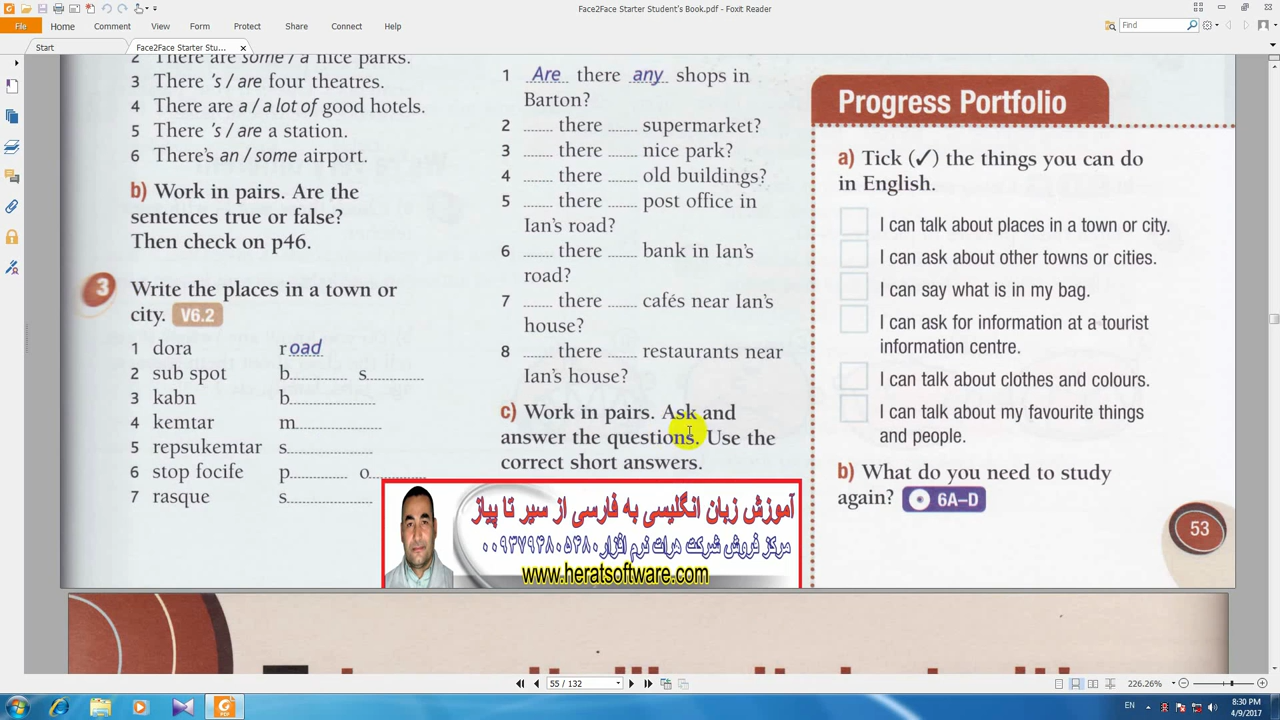 Face2Face Starter Student's Book.pdf - Foxit Reader
File Home Comment View Form Protect Share Connect Help
Find
Start Face2Face Starter Stu...
2 There are some / a nice parks.
3 There 's / are four theatres.
4 There are a / a lot of good hotels.
5 There 's / are a station.
6 There's an / some airport.
b) Work in pairs. Are the
sentences true or false?
Then check on p46.
3 Write the places in a town or
city. V6.2
1 dora road
2 sub spot b s
3 kabn b
4 kemtar m
5 repsukemtar s
6 stop focife p o
7 rasque s
1 Are there any shops in
Barton?
2 there supermarket?
3 there nice park?
4 there old buildings?
5 there post office in
Ian's road?
6 there bank in Ian's
road?
7 there cafés near Ian's
house?
8 there restaurants near
Ian's house?
c) Work in pairs. Ask and
answer the questions. Use the
correct short answers.
Progress Portfolio
a) Tick (✓) the things you can do
in English.
I can talk about places in a town or city.
I can ask about other towns or cities.
I can say what is in my bag.
I can ask for information at a tourist
information centre.
I can talk about clothes and colours.
I can talk about my favourite things
and people.
b) What do you need to study
again? 6A–D
53
آموزش زبان انگلیسی به فارسی از سیر تا پیاز
مرکز فروش شرکت هرات نرم افزار ۰۰۹۳۷۹۴۸۰۵۴۸۰
www.heratsoftware.com
55 / 132
226.26%
EN
8:30 PM
4/9/2017